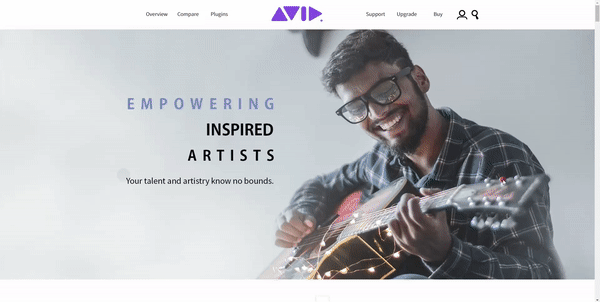 Overview Compare Plugins AVID Support Upgrade Buy
EMPOWERING
INSPIRED
ARTISTS
Your talent and artistry know no bounds.